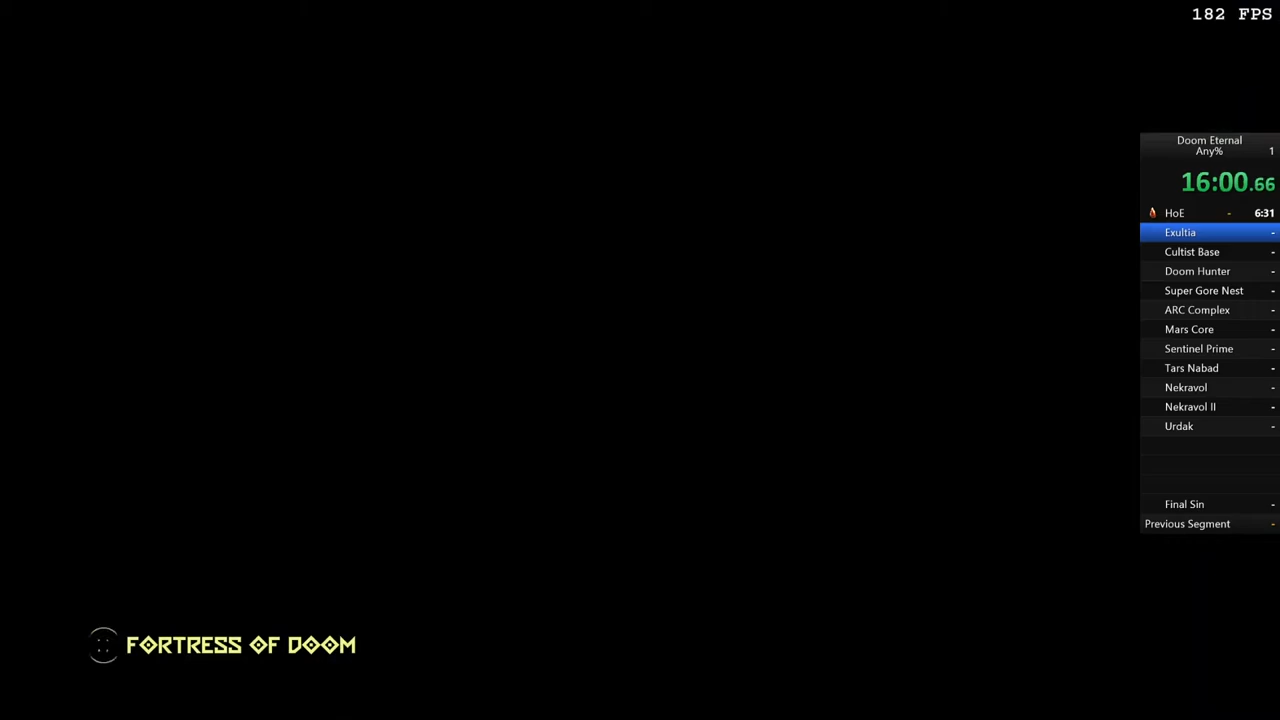 182 FPS
Doom Eternal
Any% 1
16:00.66
HoE - 6:31
Exultia -
Cultist Base -
Doom Hunter -
Super Gore Nest -
ARC Complex -
Mars Core -
Sentinel Prime -
Tars Nabad -
Nekravol -
Nekravol II -
Urdak -
Final Sin -
Previous Segment -
FORTRESS OF DOOM